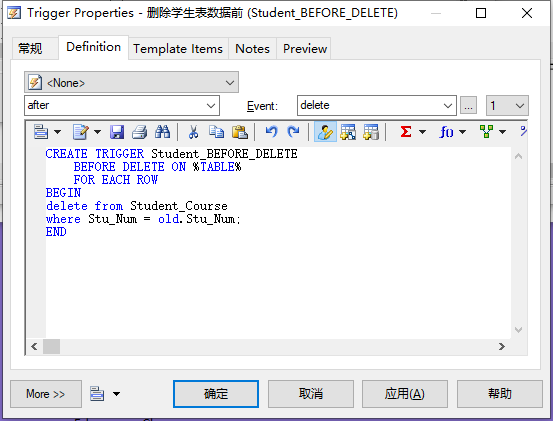 Trigger Properties - 删除学生表数据前 (Student_BEFORE_DELETE)
常规 Definition Template Items Notes Preview
<None>
after Event: delete ... 1
CREATE TRIGGER Student_BEFORE_DELETE
BEFORE DELETE ON %TABLE%
FOR EACH ROW
BEGIN
delete from Student_Course
where Stu_Num = old.Stu_Num;
END
More >> 确定 取消 应用(A) 帮助